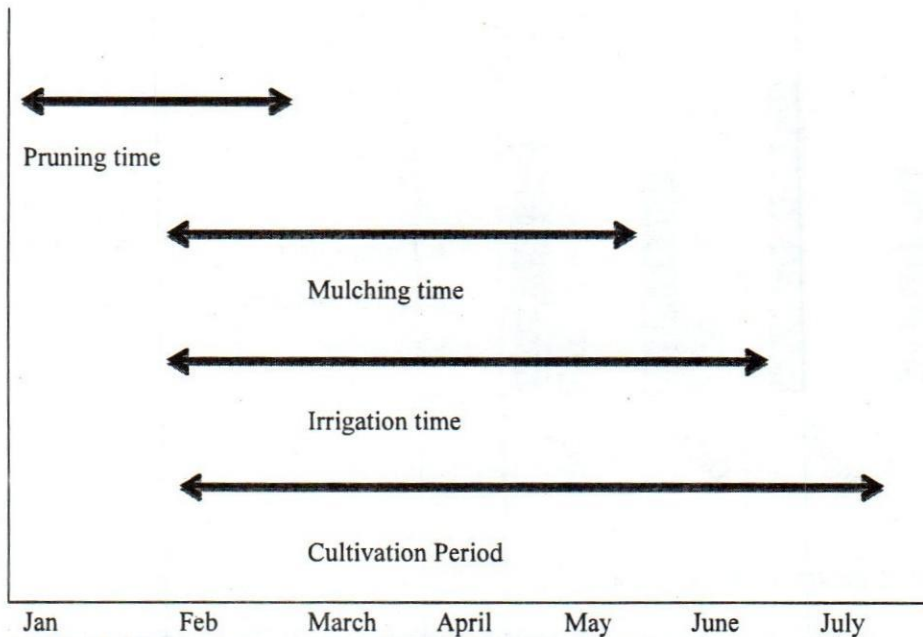 Pruning time
Mulching time
Irrigation time
Cultivation Period
Jan Feb March April May June July